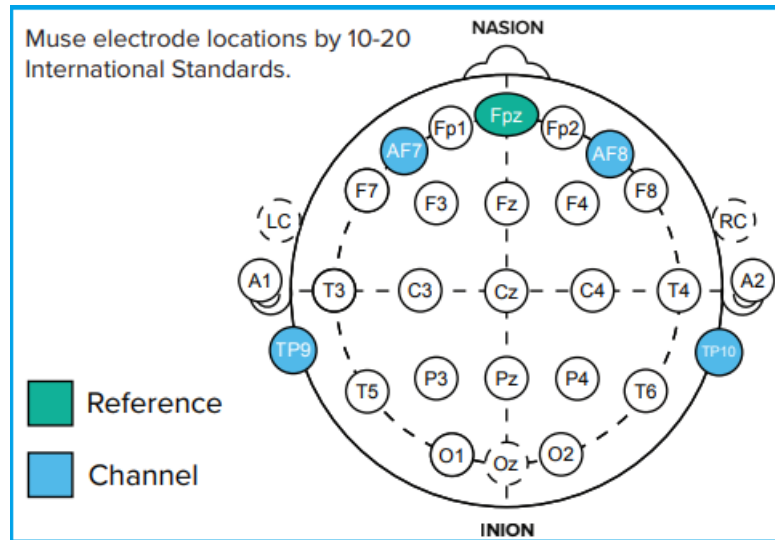 Muse electrode locations by 10-20
International Standards.
NASION
Fp1 Fpz Fp2
AF7 AF8
F7 F3 Fz F4 F8
LC RC
A1 T3 C3 Cz C4 T4 A2
TP9 TP10
T5 P3 Pz P4 T6
O1 Oz O2
Reference
Channel
INION